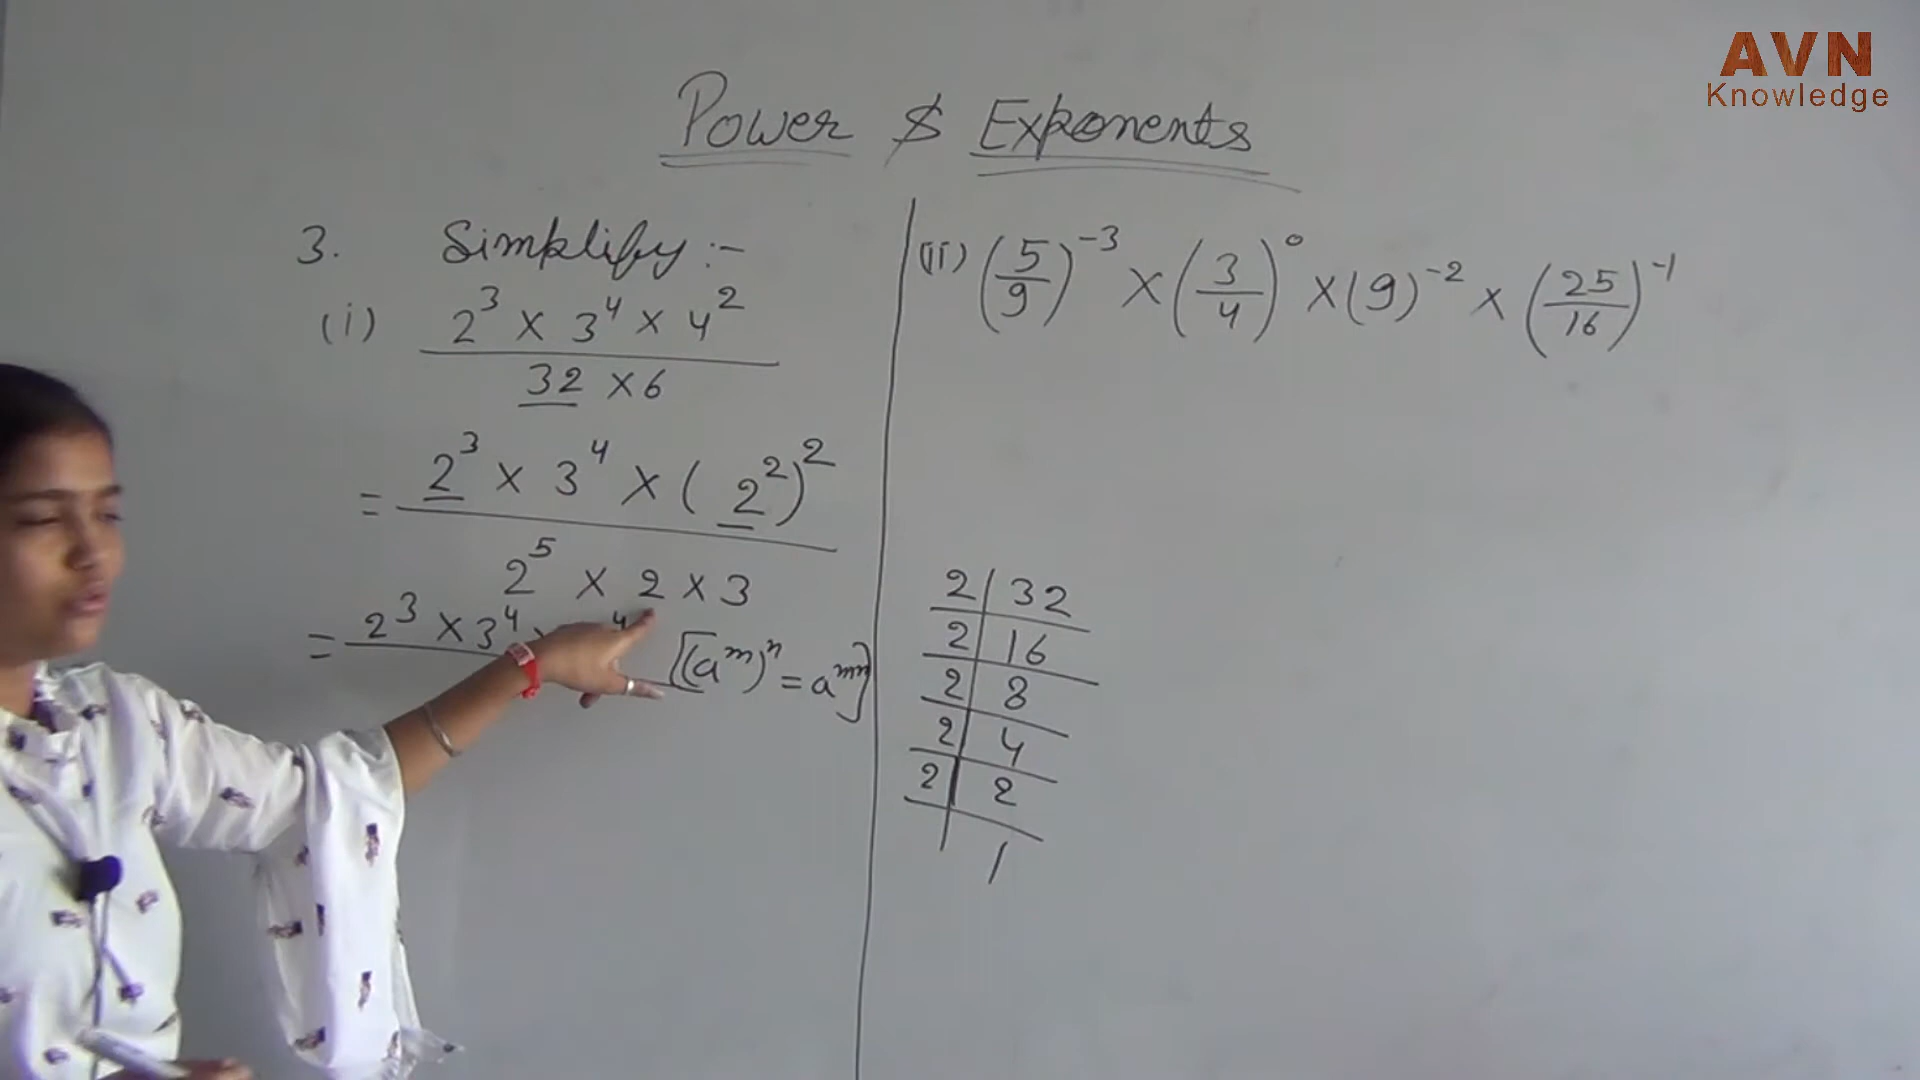 AVN
Knowledge
Power & Exponents
3. Simplify :-
(i) 2³ × 3⁴ × 4²
32 × 6
= 2³ × 3⁴ × (2²)²
2⁵ × 2 × 3
= 2³ × 3⁴ × ⁴ [(aᵐ)ⁿ = aᵐⁿ]
(ii) (5/9)⁻³ × (3/4)⁰ × (9)⁻² × (25/16)⁻¹
2 | 32
2 | 16
2 | 8
2 | 4
2 | 2
1